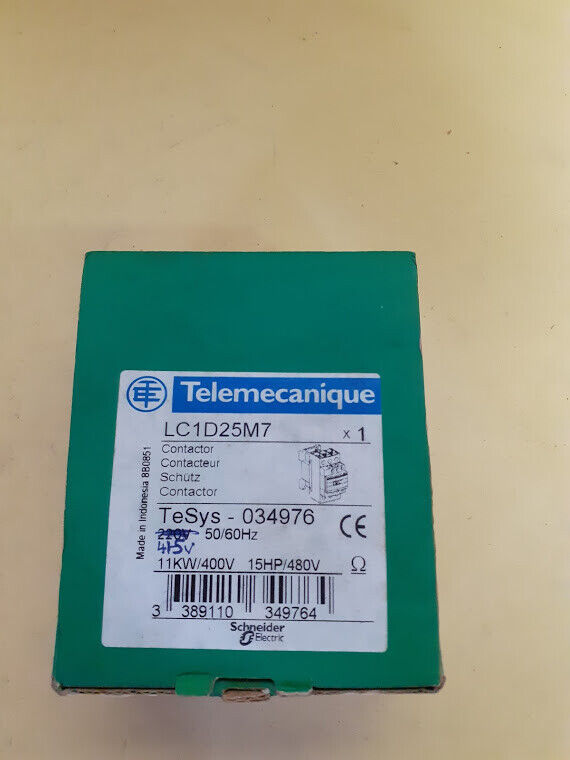 Telemecanique
LC1D25M7 x 1
Contactor
Contacteur
Schütz
Contactor
TeSys - 034976
220V 50/60Hz
415V
11KW/400V 15HP/480V Ω
3 389110 349764
Schneider
Electric
Made in Indonesia 8B0851
CE